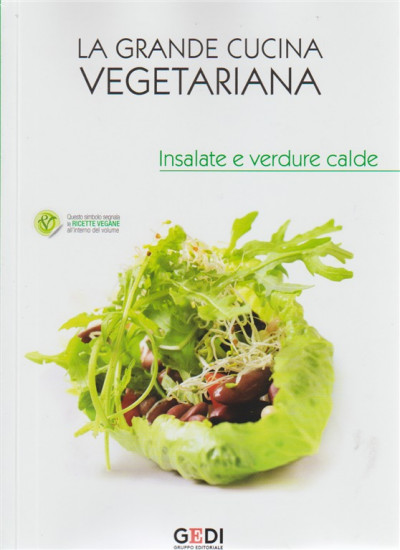 LA GRANDE CUCINA
VEGETARIANA
Insalate e verdure calde
Questo simbolo segnala
le RICETTE VEGANE
all'interno del volume
GEDI
GRUPPO EDITORIALE